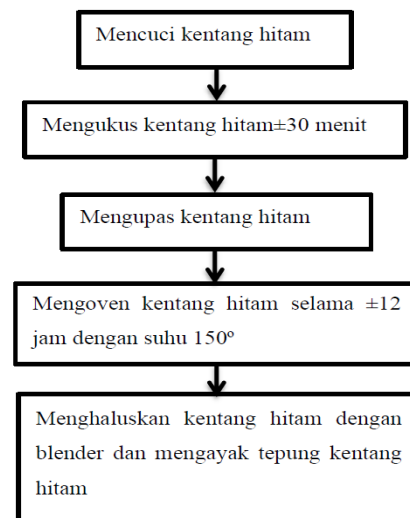 Mencuci kentang hitam
Mengukus kentang hitam±30 menit
Mengupas kentang hitam
Mengoven kentang hitam selama ±12
jam dengan suhu 150º
Menghaluskan kentang hitam dengan
blender dan mengayak tepung kentang
hitam